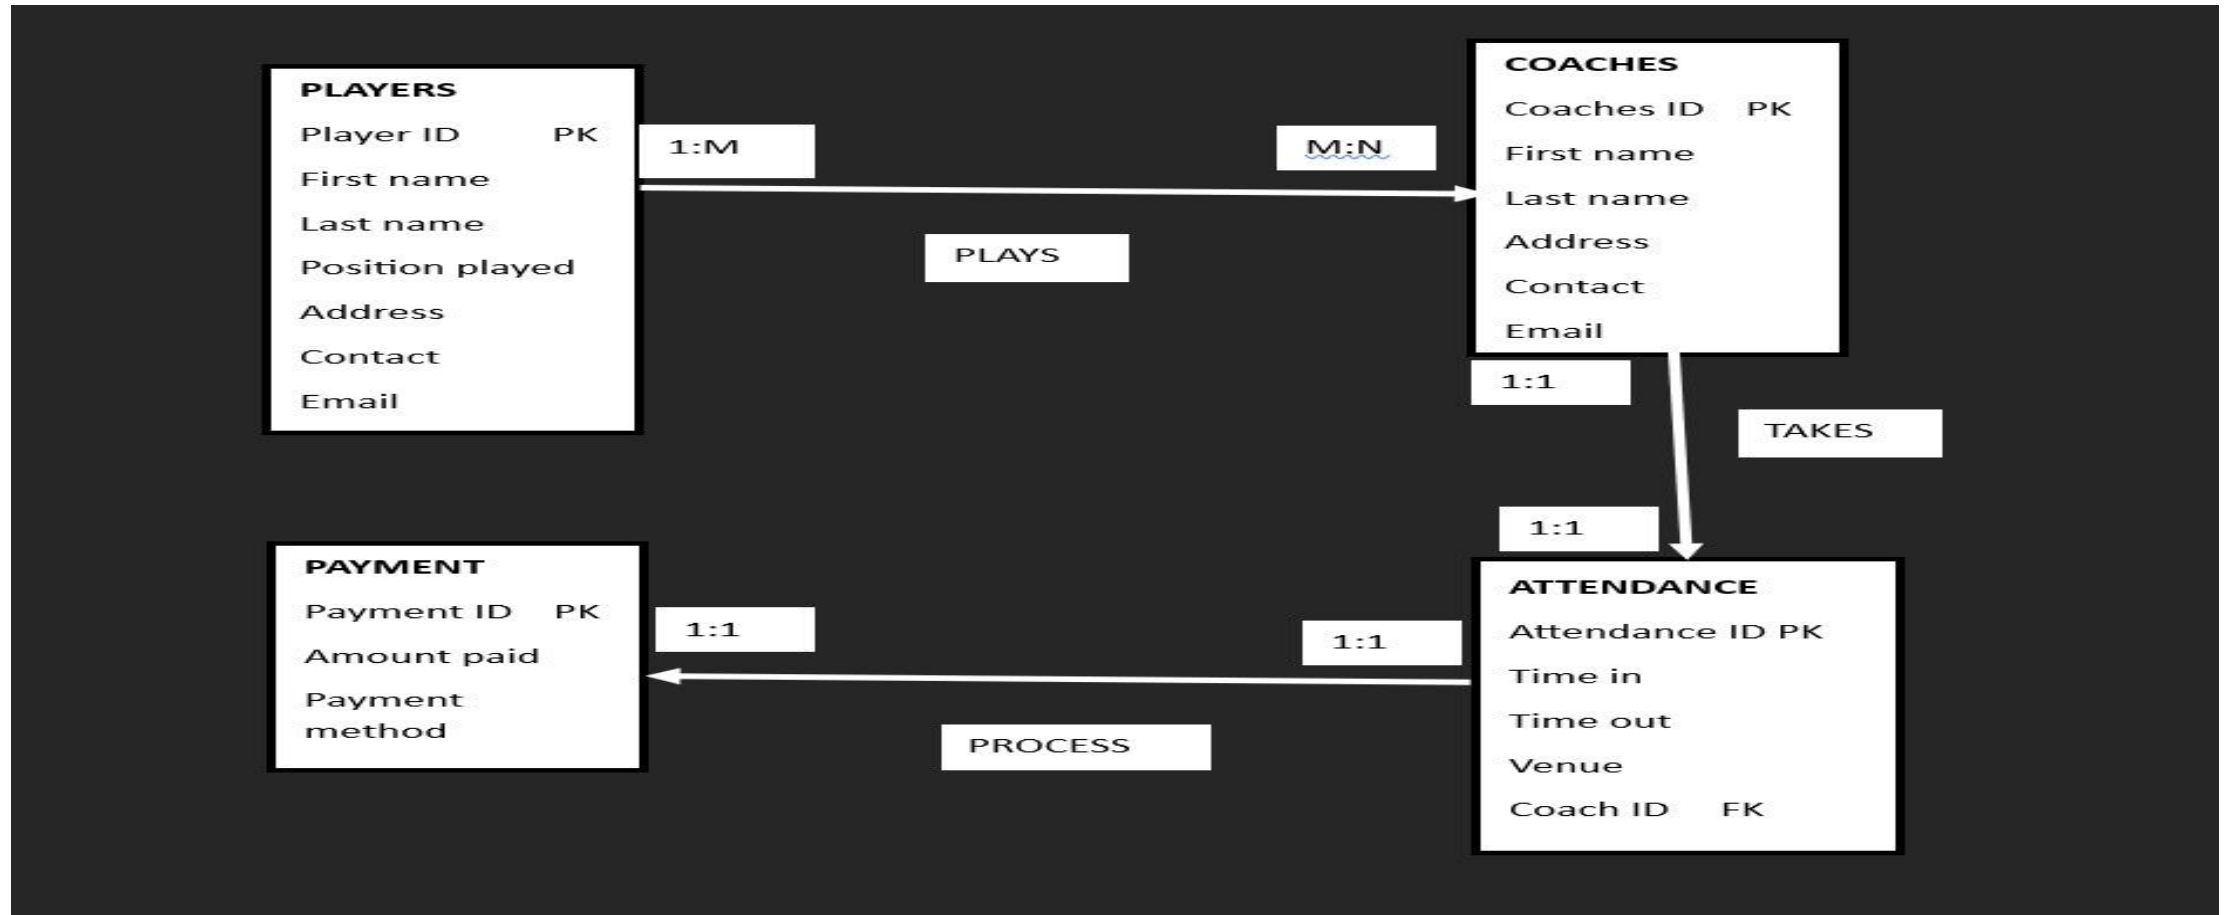 PLAYERS
Player ID PK
First name
Last name
Position played
Address
Contact
Email
1:M
PLAYS
M:N
COACHES
Coaches ID PK
First name
Last name
Address
Contact
Email
1:1
TAKES
1:1
ATTENDANCE
Attendance ID PK
Time in
Time out
Venue
Coach ID FK
1:1
PROCESS
1:1
PAYMENT
Payment ID PK
Amount paid
Payment
method